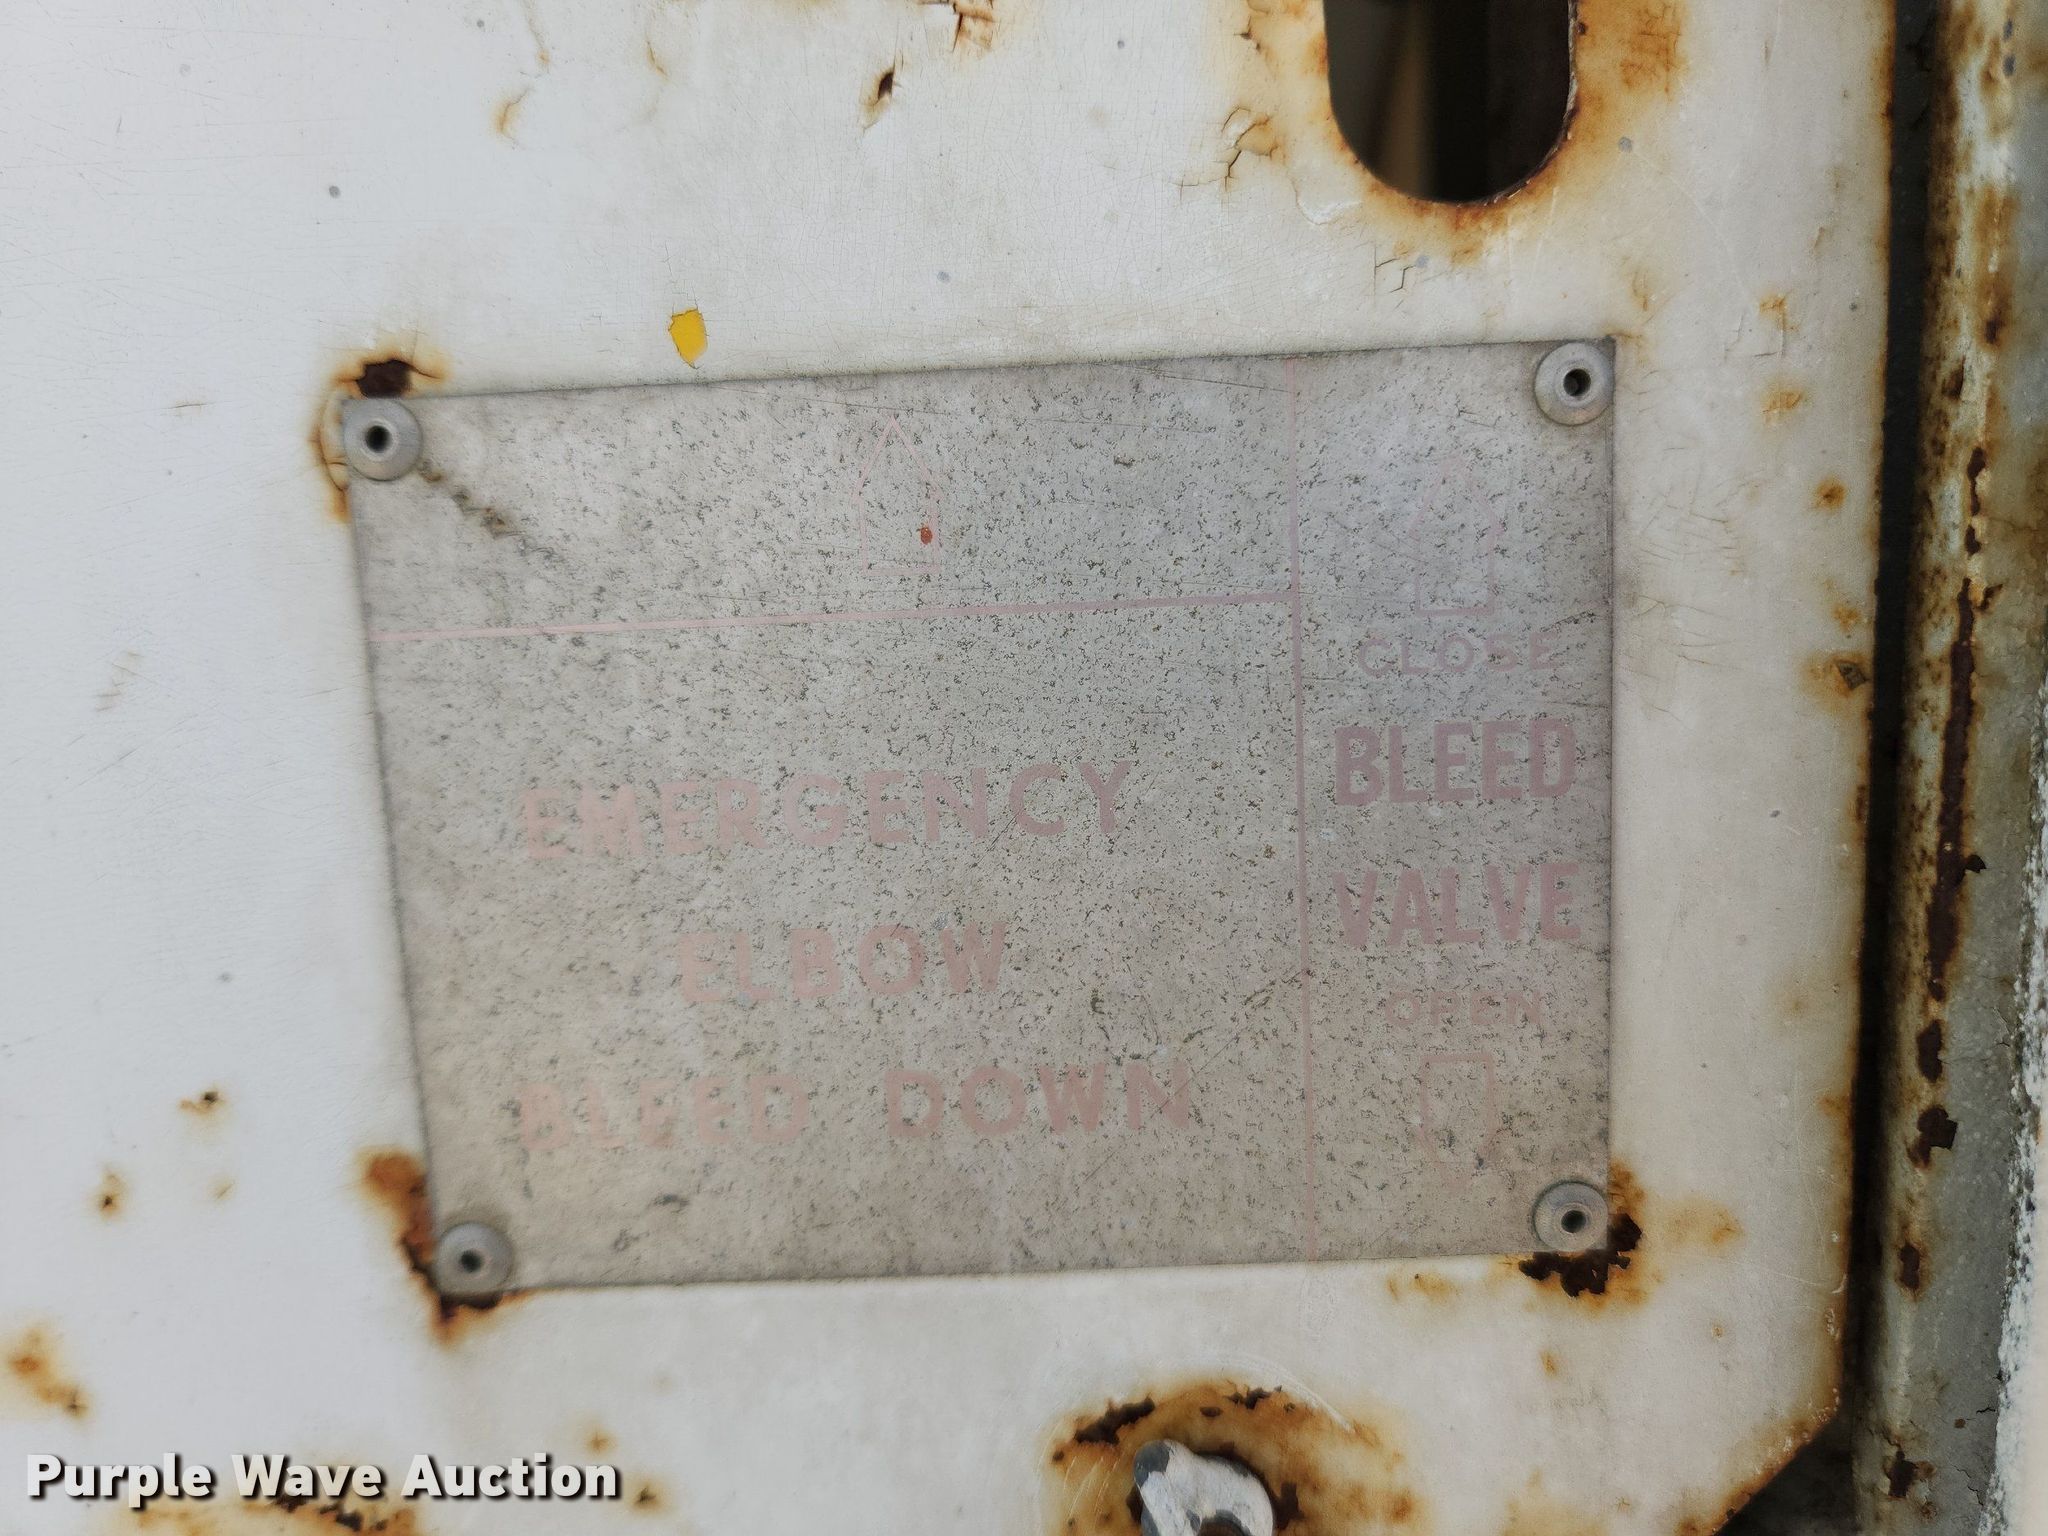 EMERGENCY
ELBOW
BLEED DOWN
CLOSE
BLEED
VALVE
OPEN
Purple Wave Auction